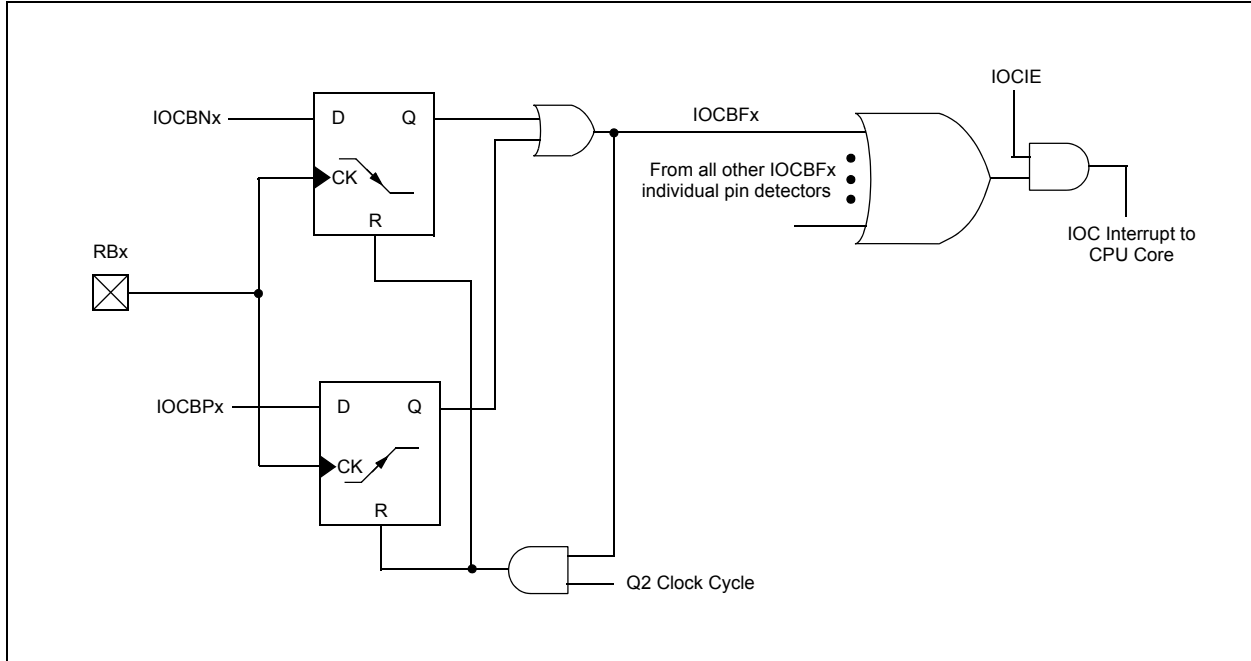 IOCIE
IOCBNx
D
Q
IOCBFx
CK
From all other IOCBFx
individual pin detectors
R
IOC Interrupt to
CPU Core
RBx
IOCBPx
D
Q
CK
R
Q2 Clock Cycle